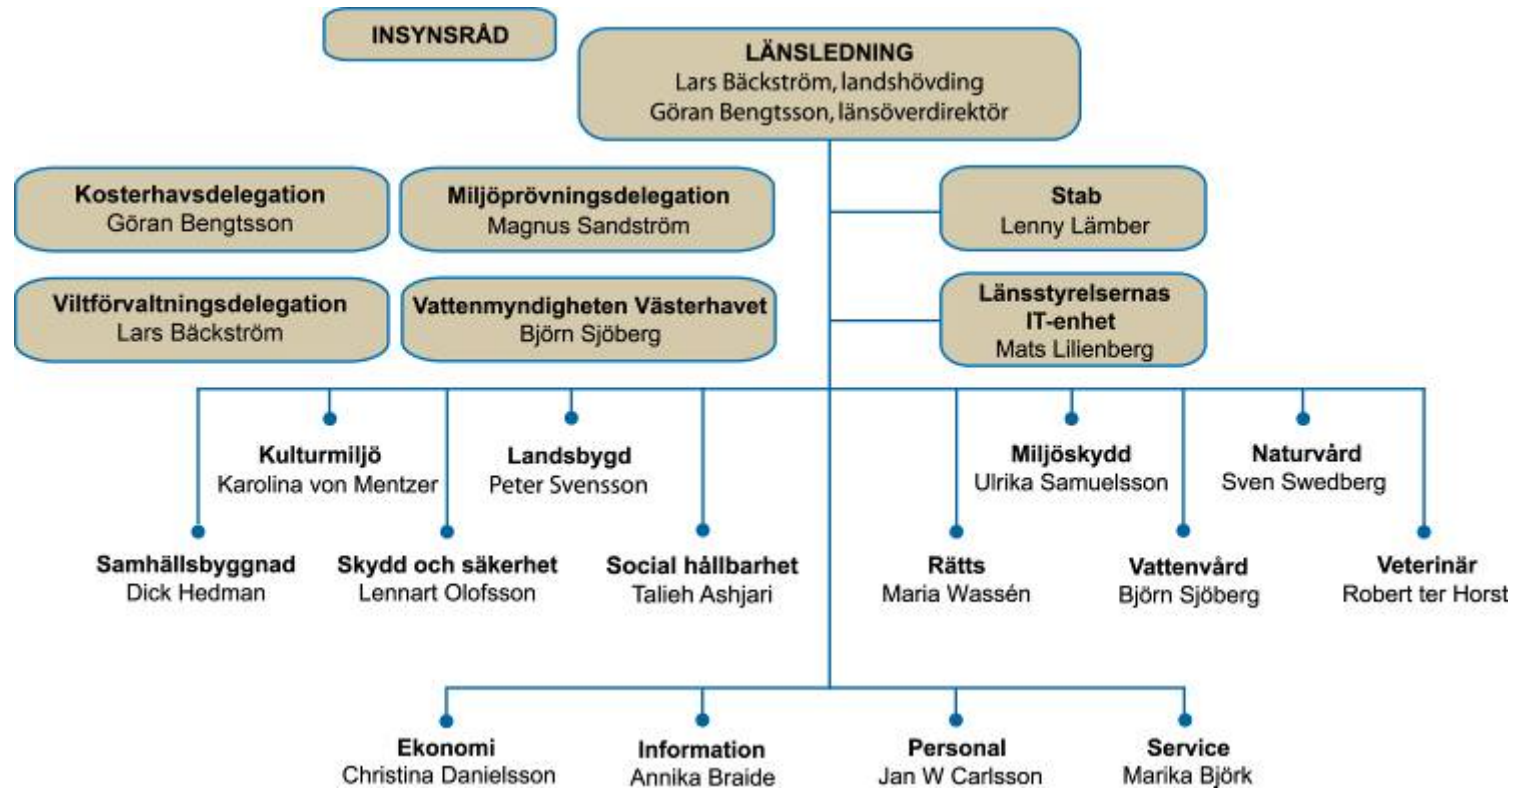 INSYNSRÅD
LÄNSLEDNING
Lars Bäckström, landshövding
Göran Bengtsson, länsöverdirektör
Kosterhavsdelegation
Göran Bengtsson
Miljöprövningsdelegation
Magnus Sandström
Stab
Lenny Lämber
Viltförvaltningsdelegation
Lars Bäckström
Vattenmyndigheten Västerhavet
Björn Sjöberg
Länsstyrelsernas
IT-enhet
Mats Lilienberg
Kulturmiljö
Karolina von Mentzer
Landsbygd
Peter Svensson
Miljöskydd
Ulrika Samuelsson
Naturvård
Sven Swedberg
Samhällsbyggnad
Dick Hedman
Skydd och säkerhet
Lennart Olofsson
Social hållbarhet
Talieh Ashjari
Rätts
Maria Wassén
Vattenvård
Björn Sjöberg
Veterinär
Robert ter Horst
Ekonomi
Christina Danielsson
Information
Annika Braide
Personal
Jan W Carlsson
Service
Marika Björk